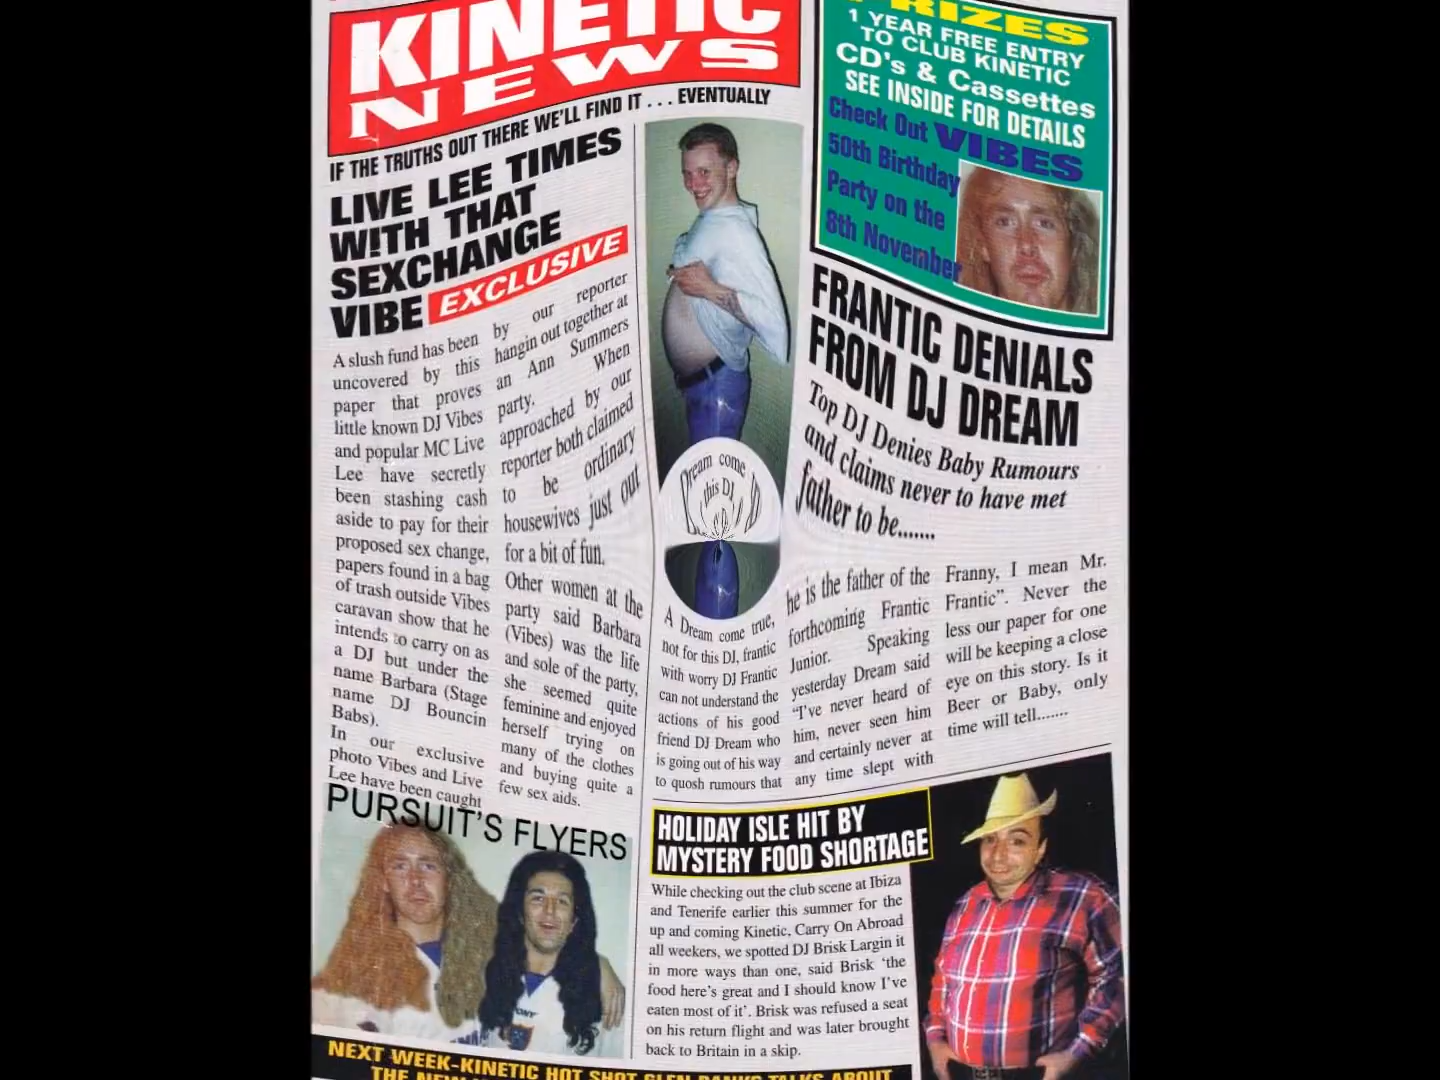 KINETIC
NEWS
IF THE TRUTHS OUT THERE WE'LL FIND IT . . . EVENTUALLY
LIVE LEE TIMES
WITH THAT
SEXCHANGE
VIBE EXCLUSIVE
A slush fund has been
uncovered by this
paper that proves
little known DJ Vibes
and popular MC Live
Lee have secretly
been stashing cash
aside to pay for their
proposed sex change,
papers found in a bag
of trash outside Vibes
caravan show that he
intends to carry on as
a DJ but under the
name Barbara (Stage
name DJ Bouncin
Babs).
In our exclusive
photo Vibes and Live
Lee have been caught
by our reporter
hangin out together at
an Ann Summers
party. When
approached by our
reporter both claimed
to be ordinary
housewives just out
for a bit of fun.
Other women at the
party said Barbara
(Vibes) was the life
and sole of the party,
she seemed quite
feminine and enjoyed
herself trying on
many of the clothes
and buying quite a
few sex aids.
PURSUIT'S FLYERS
PRIZES
1 YEAR FREE ENTRY
TO CLUB KINETIC
CD's & Cassettes
SEE INSIDE FOR DETAILS
Check Out VIBES
50th Birthday
Party on the
8th November
FRANTIC DENIALS
FROM DJ DREAM
Top DJ Denies Baby Rumours
and claims never to have met
father to be.......
Dream come
this DJ
A Dream come true,
not for this DJ, frantic
with worry DJ Frantic
can not understand the
actions of his good
friend DJ Dream who
is going out of his way
to quosh rumours that
he is the father of the
forthcoming Frantic
Junior. Speaking
yesterday Dream said
"I've never heard of
him, never seen him
and certainly never at
any time slept with
Franny, I mean Mr.
Frantic". Never the
less our paper for one
will be keeping a close
eye on this story. Is it
Beer or Baby, only
time will tell.......
HOLIDAY ISLE HIT BY
MYSTERY FOOD SHORTAGE
While checking out the club scene at Ibiza
and Tenerife earlier this summer for the
up and coming Kinetic, Carry On Abroad
all weekers, we spotted DJ Brisk Largin it
in more ways than one, said Brisk 'the
food here's great and I should know I've
eaten most of it'. Brisk was refused a seat
on his return flight and was later brought
back to Britain in a skip.
NEXT WEEK-KINETIC HOT SHOT GLEN DANKS TALKS ABOUT
THE NEW